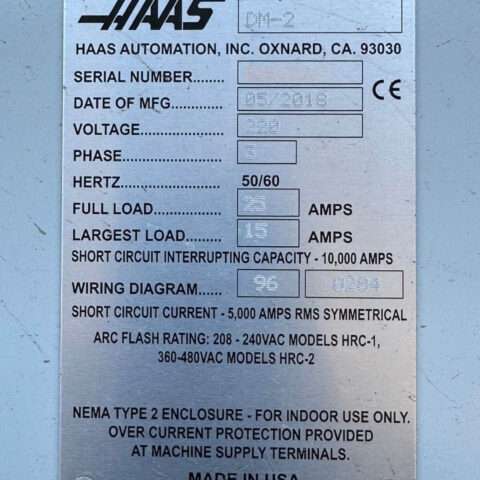 HAAS DM-2
HAAS AUTOMATION, INC. OXNARD, CA. 93030
SERIAL NUMBER........
DATE OF MFG............. 05/2018 CE
VOLTAGE.................. 220
PHASE...................... 3
HERTZ....................... 50/60
FULL LOAD............... 25 AMPS
LARGEST LOAD........ 15 AMPS
SHORT CIRCUIT INTERRUPTING CAPACITY - 10,000 AMPS
WIRING DIAGRAM...... 96 0284
SHORT CIRCUIT CURRENT - 5,000 AMPS RMS SYMMETRICAL
ARC FLASH RATING: 208 - 240VAC MODELS HRC-1,
360-480VAC MODELS HRC-2
NEMA TYPE 2 ENCLOSURE - FOR INDOOR USE ONLY.
OVER CURRENT PROTECTION PROVIDED
AT MACHINE SUPPLY TERMINALS.
MADE IN USA